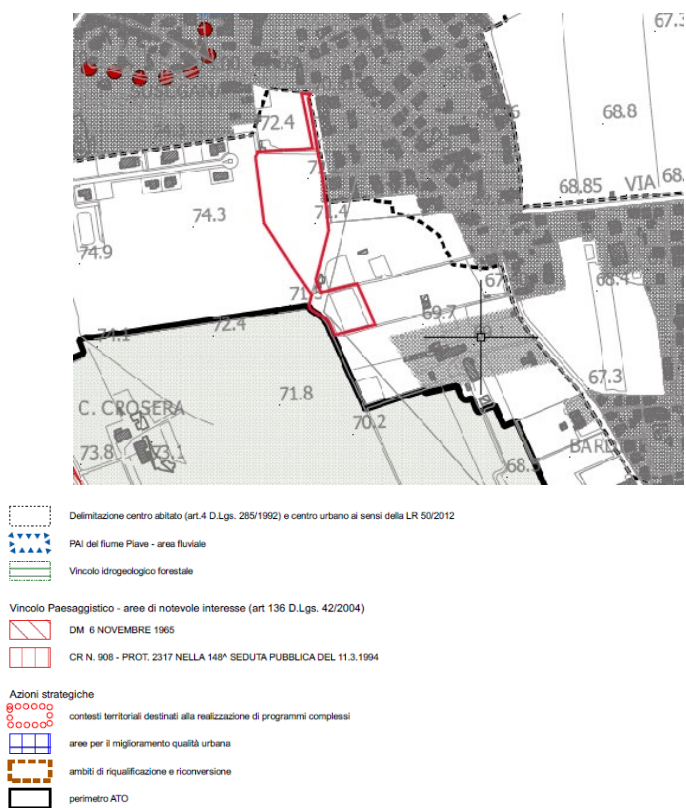 67.3
72.4
68.8
68.85 VIA
74.3
71.4
74.9
71.5
69.7
68.4
74.1
72.4
71.8
67.3
C. CROSERA
70.2
73.8
73.1
Delimitazione centro abitato (art.4 D.Lgs. 285/1992) e centro urbano ai sensi della LR 50/2012
PAI del fiume Piave - area fluviale
Vincolo idrogeologico forestale
Vincolo Paesaggistico - aree di notevole interesse (art 136 D.Lgs. 42/2004)
DM 6 NOVEMBRE 1965
CR N. 908 - PROT. 2317 NELLA 148^ SEDUTA PUBBLICA DEL 11.3.1994
Azioni strategiche
contesti territoriali destinati alla realizzazione di programmi complessi
aree per il miglioramento qualità urbana
ambiti di riqualificazione e riconversione
perimetro ATO